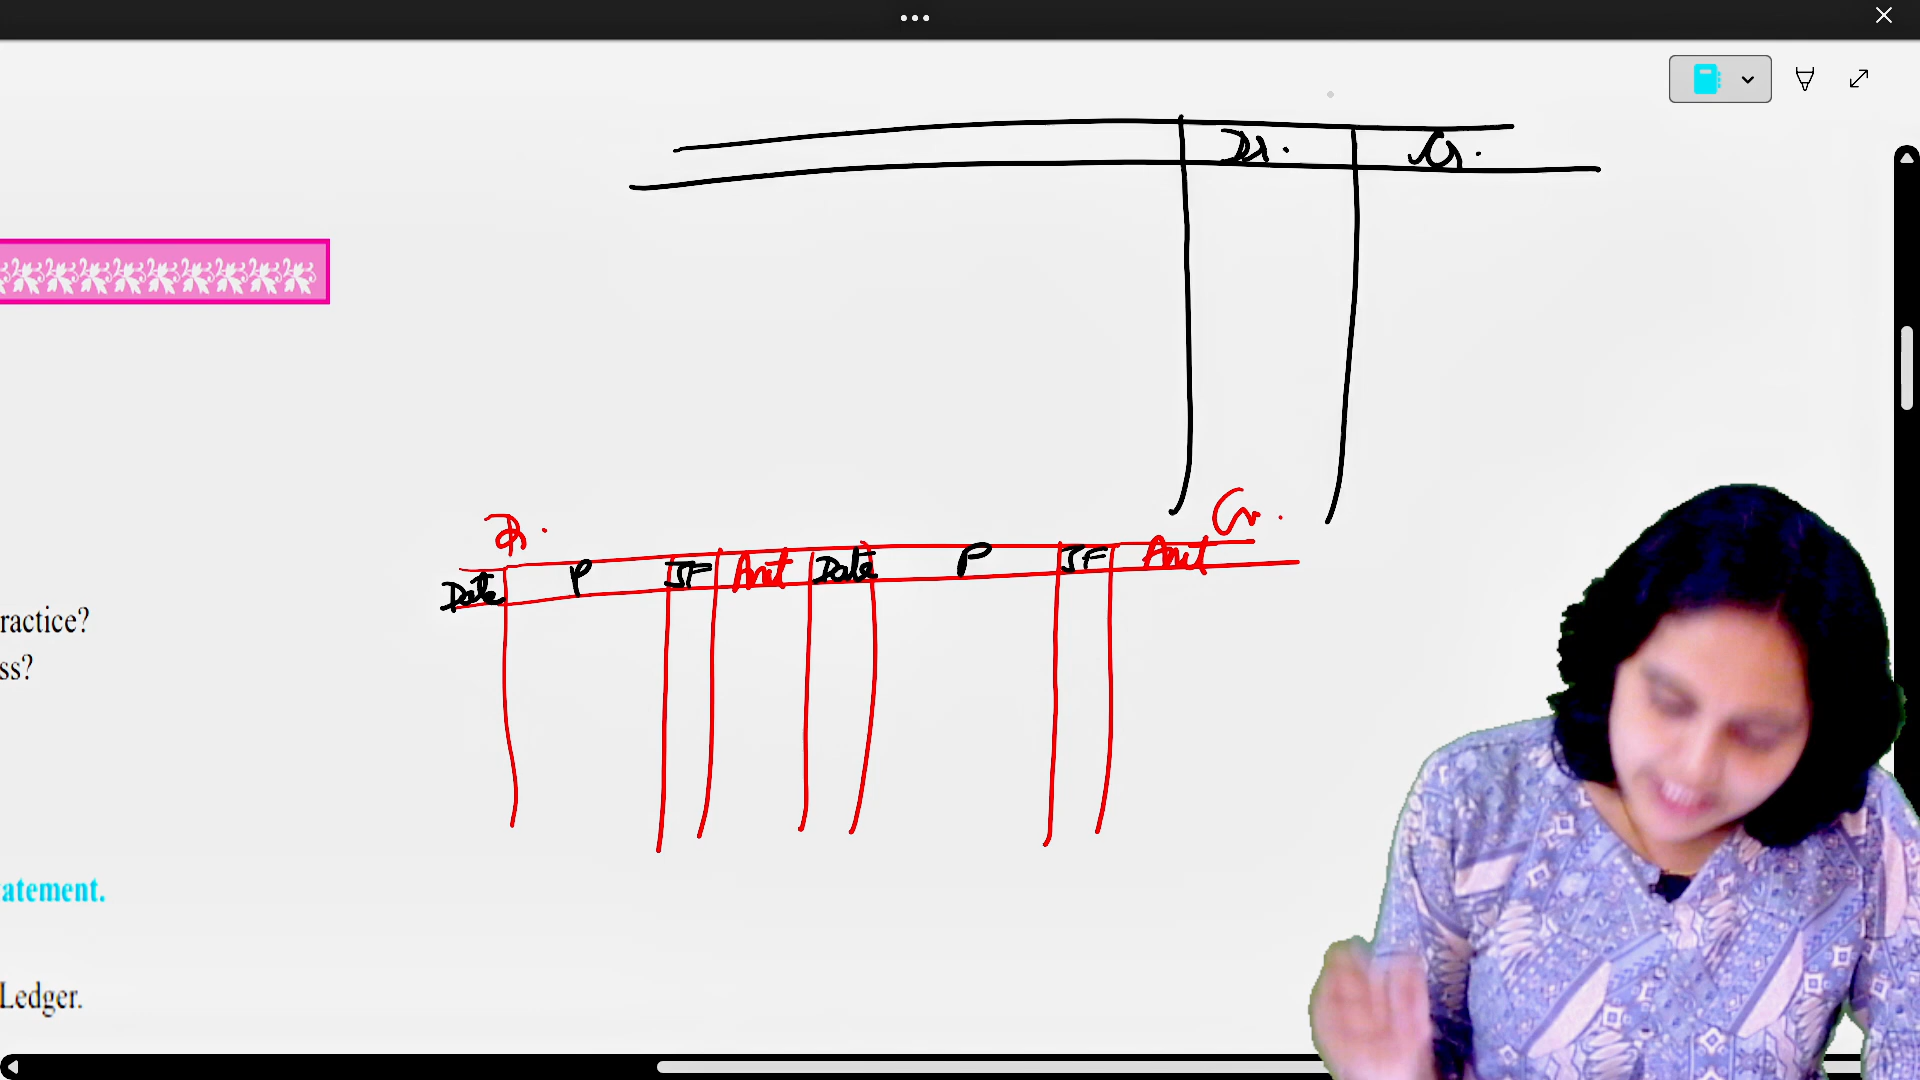 Dr. Cr.
Dr. Cr.
Date P JF Amt Date P JF Amt
ractice?
ss?
atement.
Ledger.